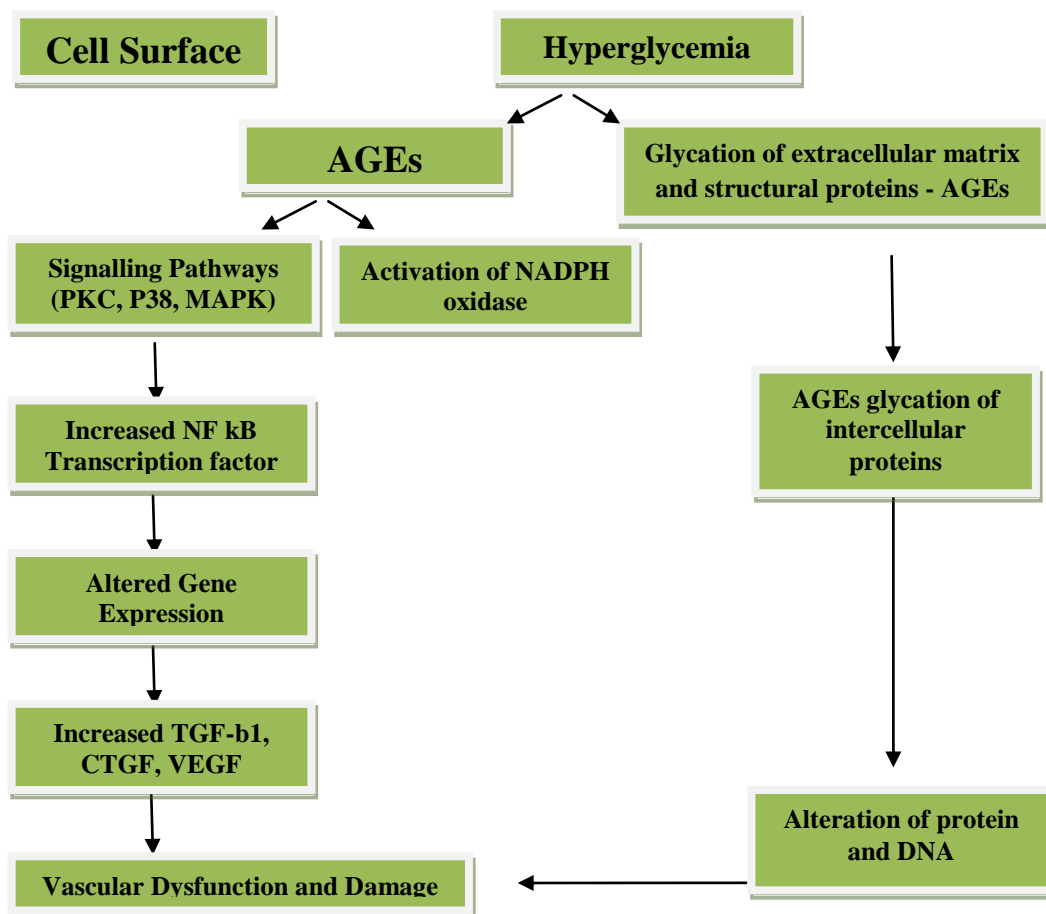 Cell Surface
Hyperglycemia
AGEs
Glycation of extracellular matrix
and structural proteins - AGEs
Signalling Pathways
(PKC, P38, MAPK)
Activation of NADPH
oxidase
AGEs glycation of
intercellular
proteins
Increased NF kB
Transcription factor
Altered Gene
Expression
Increased TGF-b1,
CTGF, VEGF
Alteration of protein
and DNA
Vascular Dysfunction and Damage